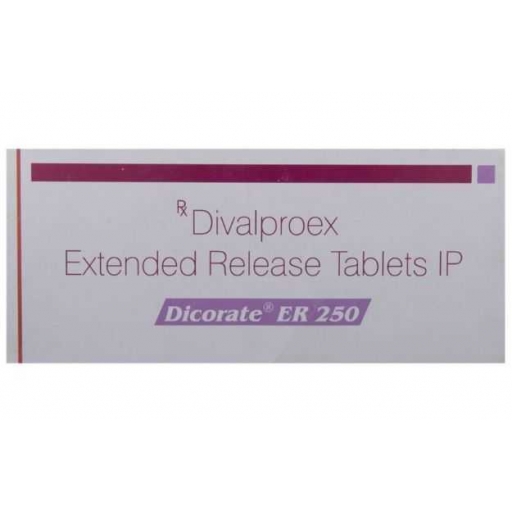 ℞ Divalproex
Extended Release Tablets IP
Dicorate® ER 250